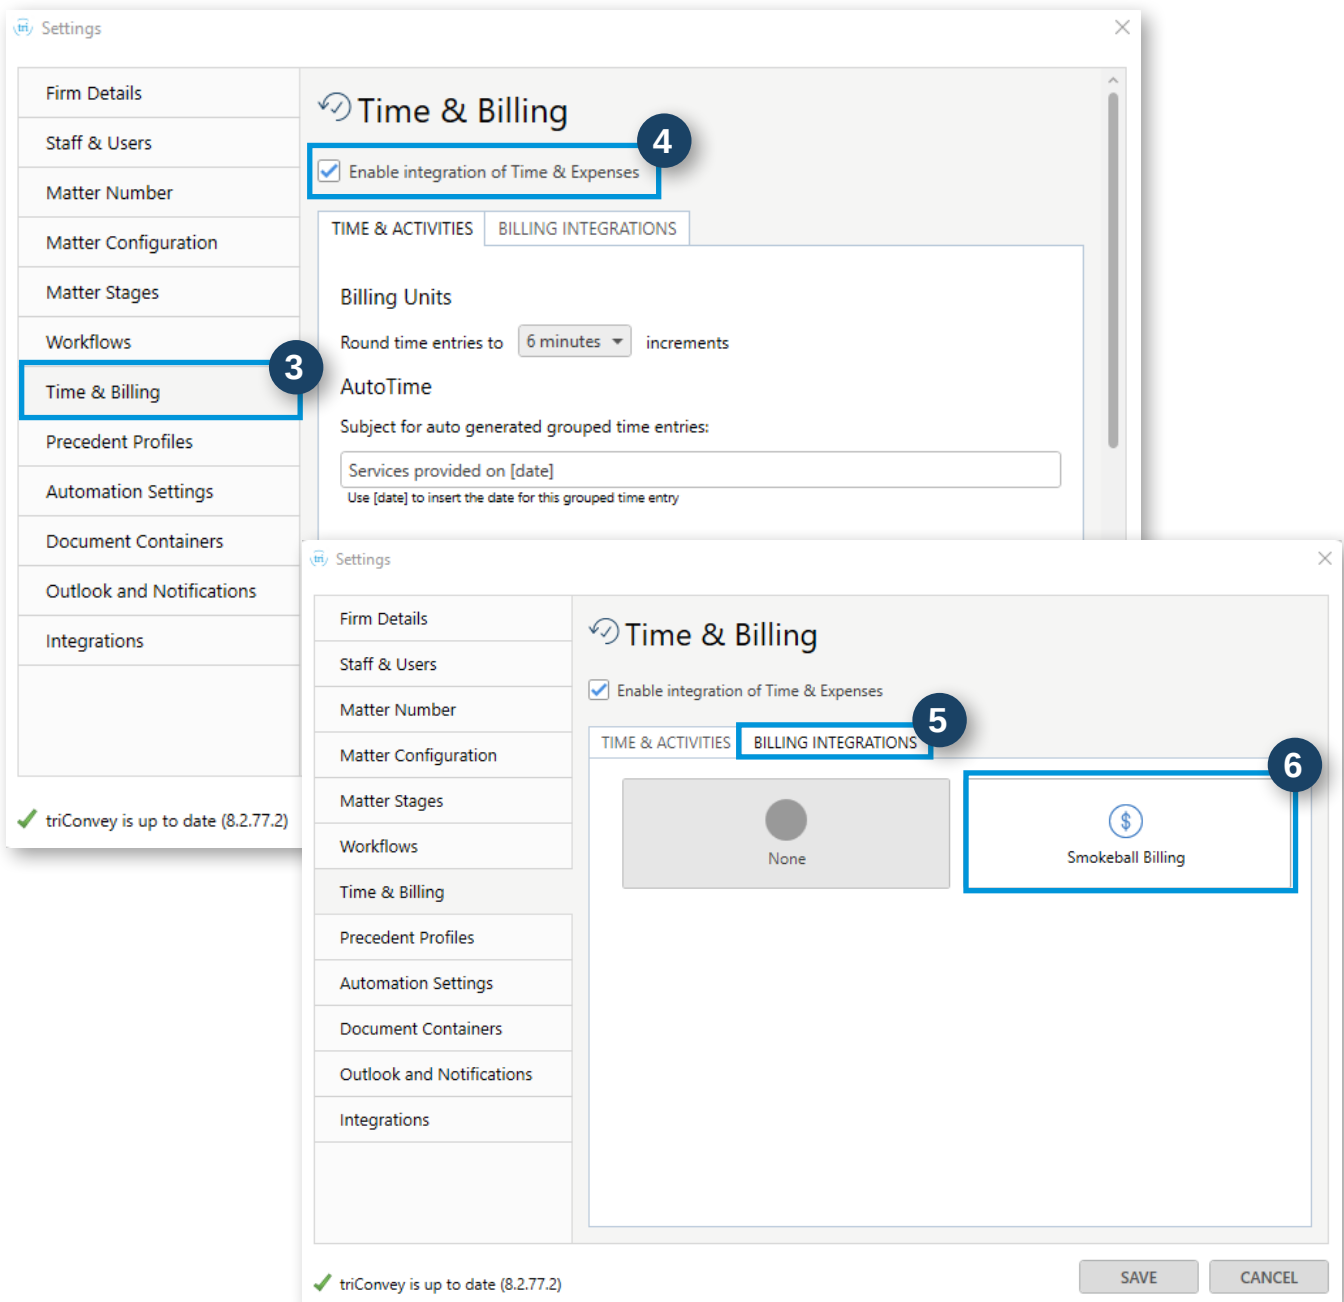 tri Settings
Firm Details
Staff & Users
Matter Number
Matter Configuration
Matter Stages
Workflows
3
Time & Billing
Precedent Profiles
Automation Settings
Document Containers
Outlook and Notifications
Integrations
triConvey is up to date (8.2.77.2)
Time & Billing
4
Enable integration of Time & Expenses
TIME & ACTIVITIES BILLING INTEGRATIONS
Billing Units
Round time entries to 6 minutes increments
AutoTime
Subject for auto generated grouped time entries:
Services provided on [date]
Use [date] to insert the date for this grouped time entry
tri Settings
Firm Details
Staff & Users
Matter Number
Matter Configuration
Matter Stages
Workflows
Time & Billing
Precedent Profiles
Automation Settings
Document Containers
Outlook and Notifications
Integrations
Time & Billing
Enable integration of Time & Expenses
5
TIME & ACTIVITIES BILLING INTEGRATIONS
6
None
$
Smokeball Billing
triConvey is up to date (8.2.77.2)
SAVE CANCEL